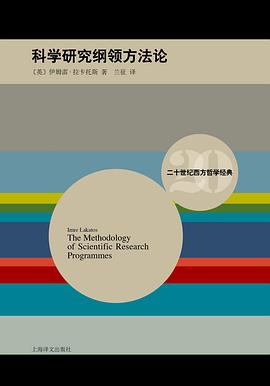 科学研究纲领方法论
〔英〕伊姆雷·拉卡托斯 著 兰征 译
20
二十世纪西方哲学经典
Imre Lakatos
The Methodology
of Scientific Research
Programmes
上海译文出版社